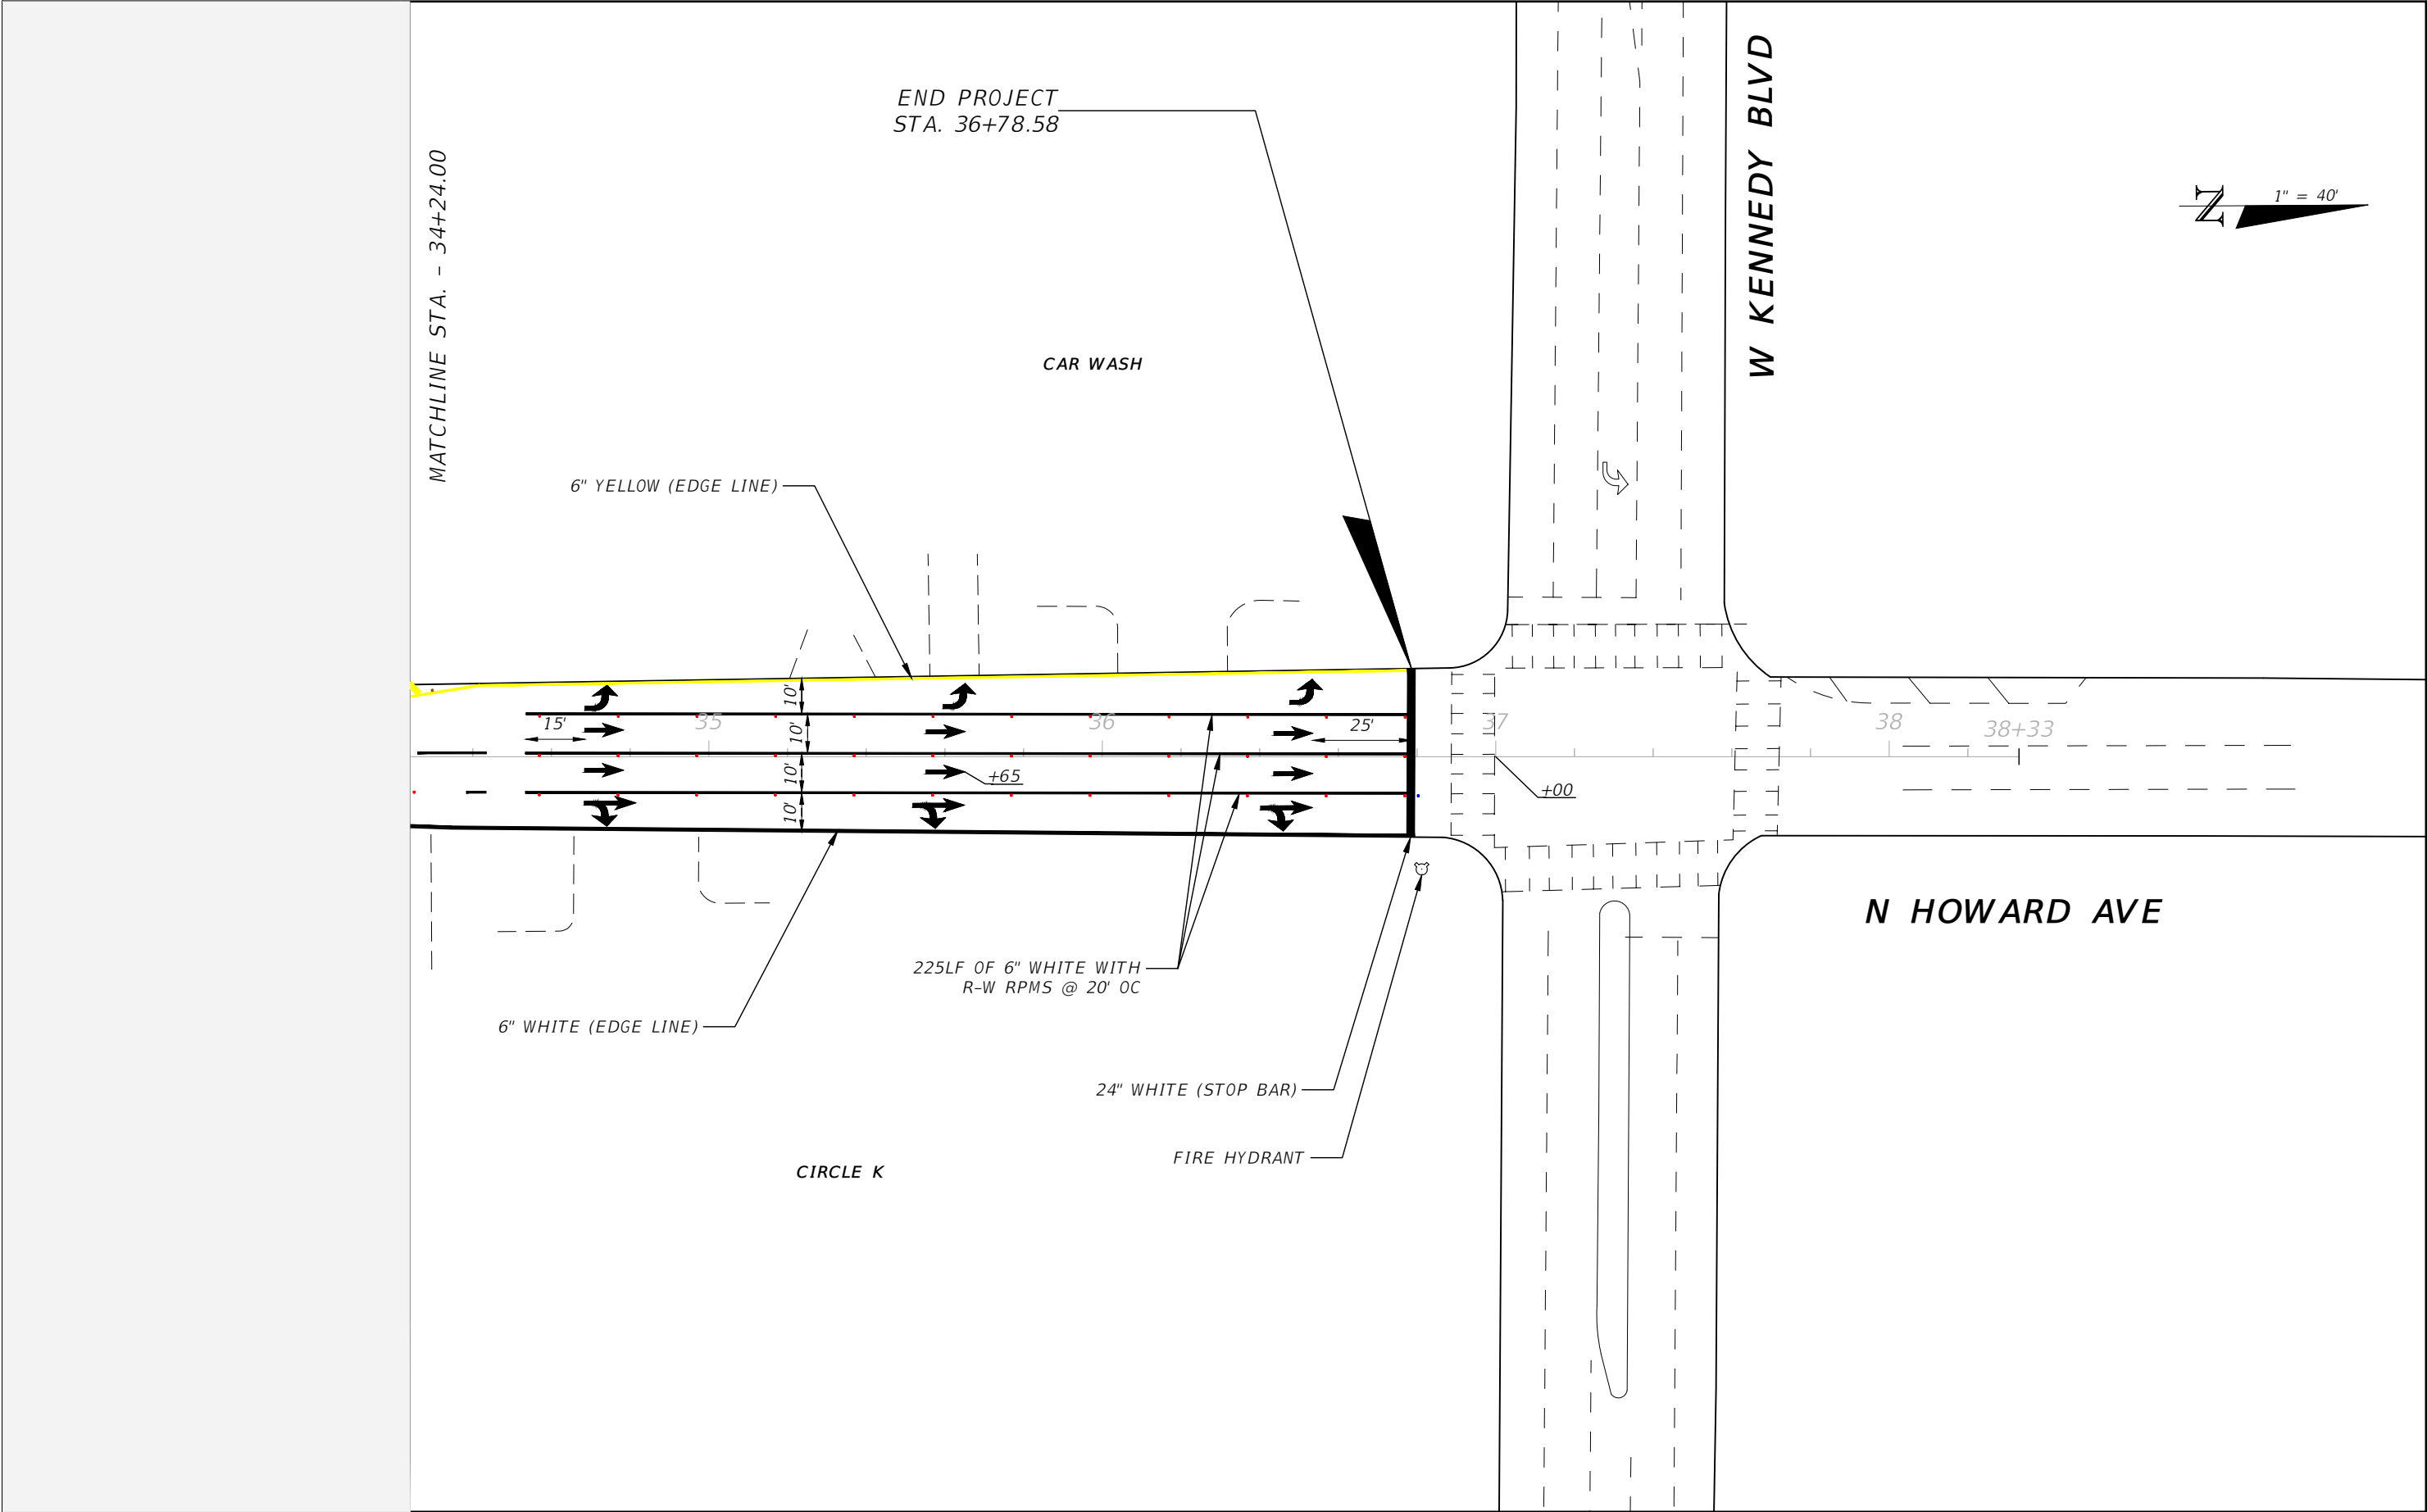 END PROJECT
STA. 36+78.58
W KENNEDY BLVD
MATCHLINE STA. - 34+24.00
N
1" = 40'
CAR WASH
6" YELLOW (EDGE LINE)
10'
15'
35
36
25'
37
38
38+33
10'
10'
+65
+00
10'
N HOWARD AVE
225LF OF 6" WHITE WITH
R-W RPMS @ 20' OC
6" WHITE (EDGE LINE)
24" WHITE (STOP BAR)
FIRE HYDRANT
CIRCLE K